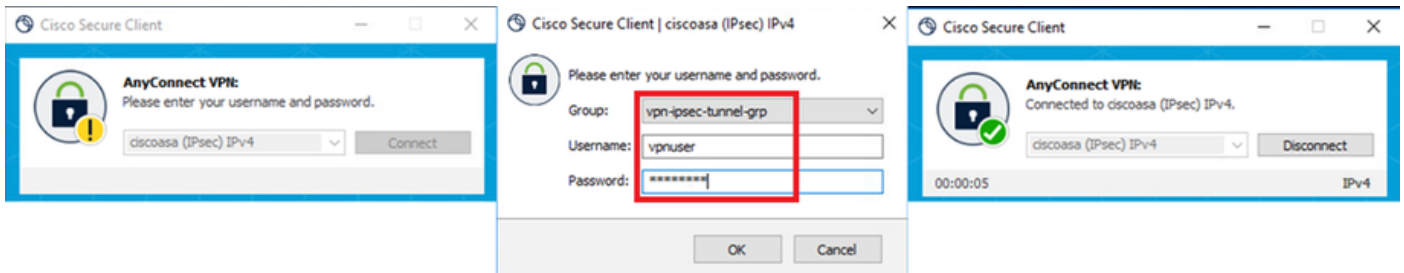 Cisco Secure Client
AnyConnect VPN:
Please enter your username and password.
ciscoasa (IPsec) IPv4
Connect
Cisco Secure Client | ciscoasa (IPsec) IPv4
Please enter your username and password.
Group:
vpn-ipsec-tunnel-grp
Username:
vpnuser
Password:
********
OK
Cancel
Cisco Secure Client
AnyConnect VPN:
Connected to ciscoasa (IPsec) IPv4.
ciscoasa (IPsec) IPv4
Disconnect
00:00:05
IPv4